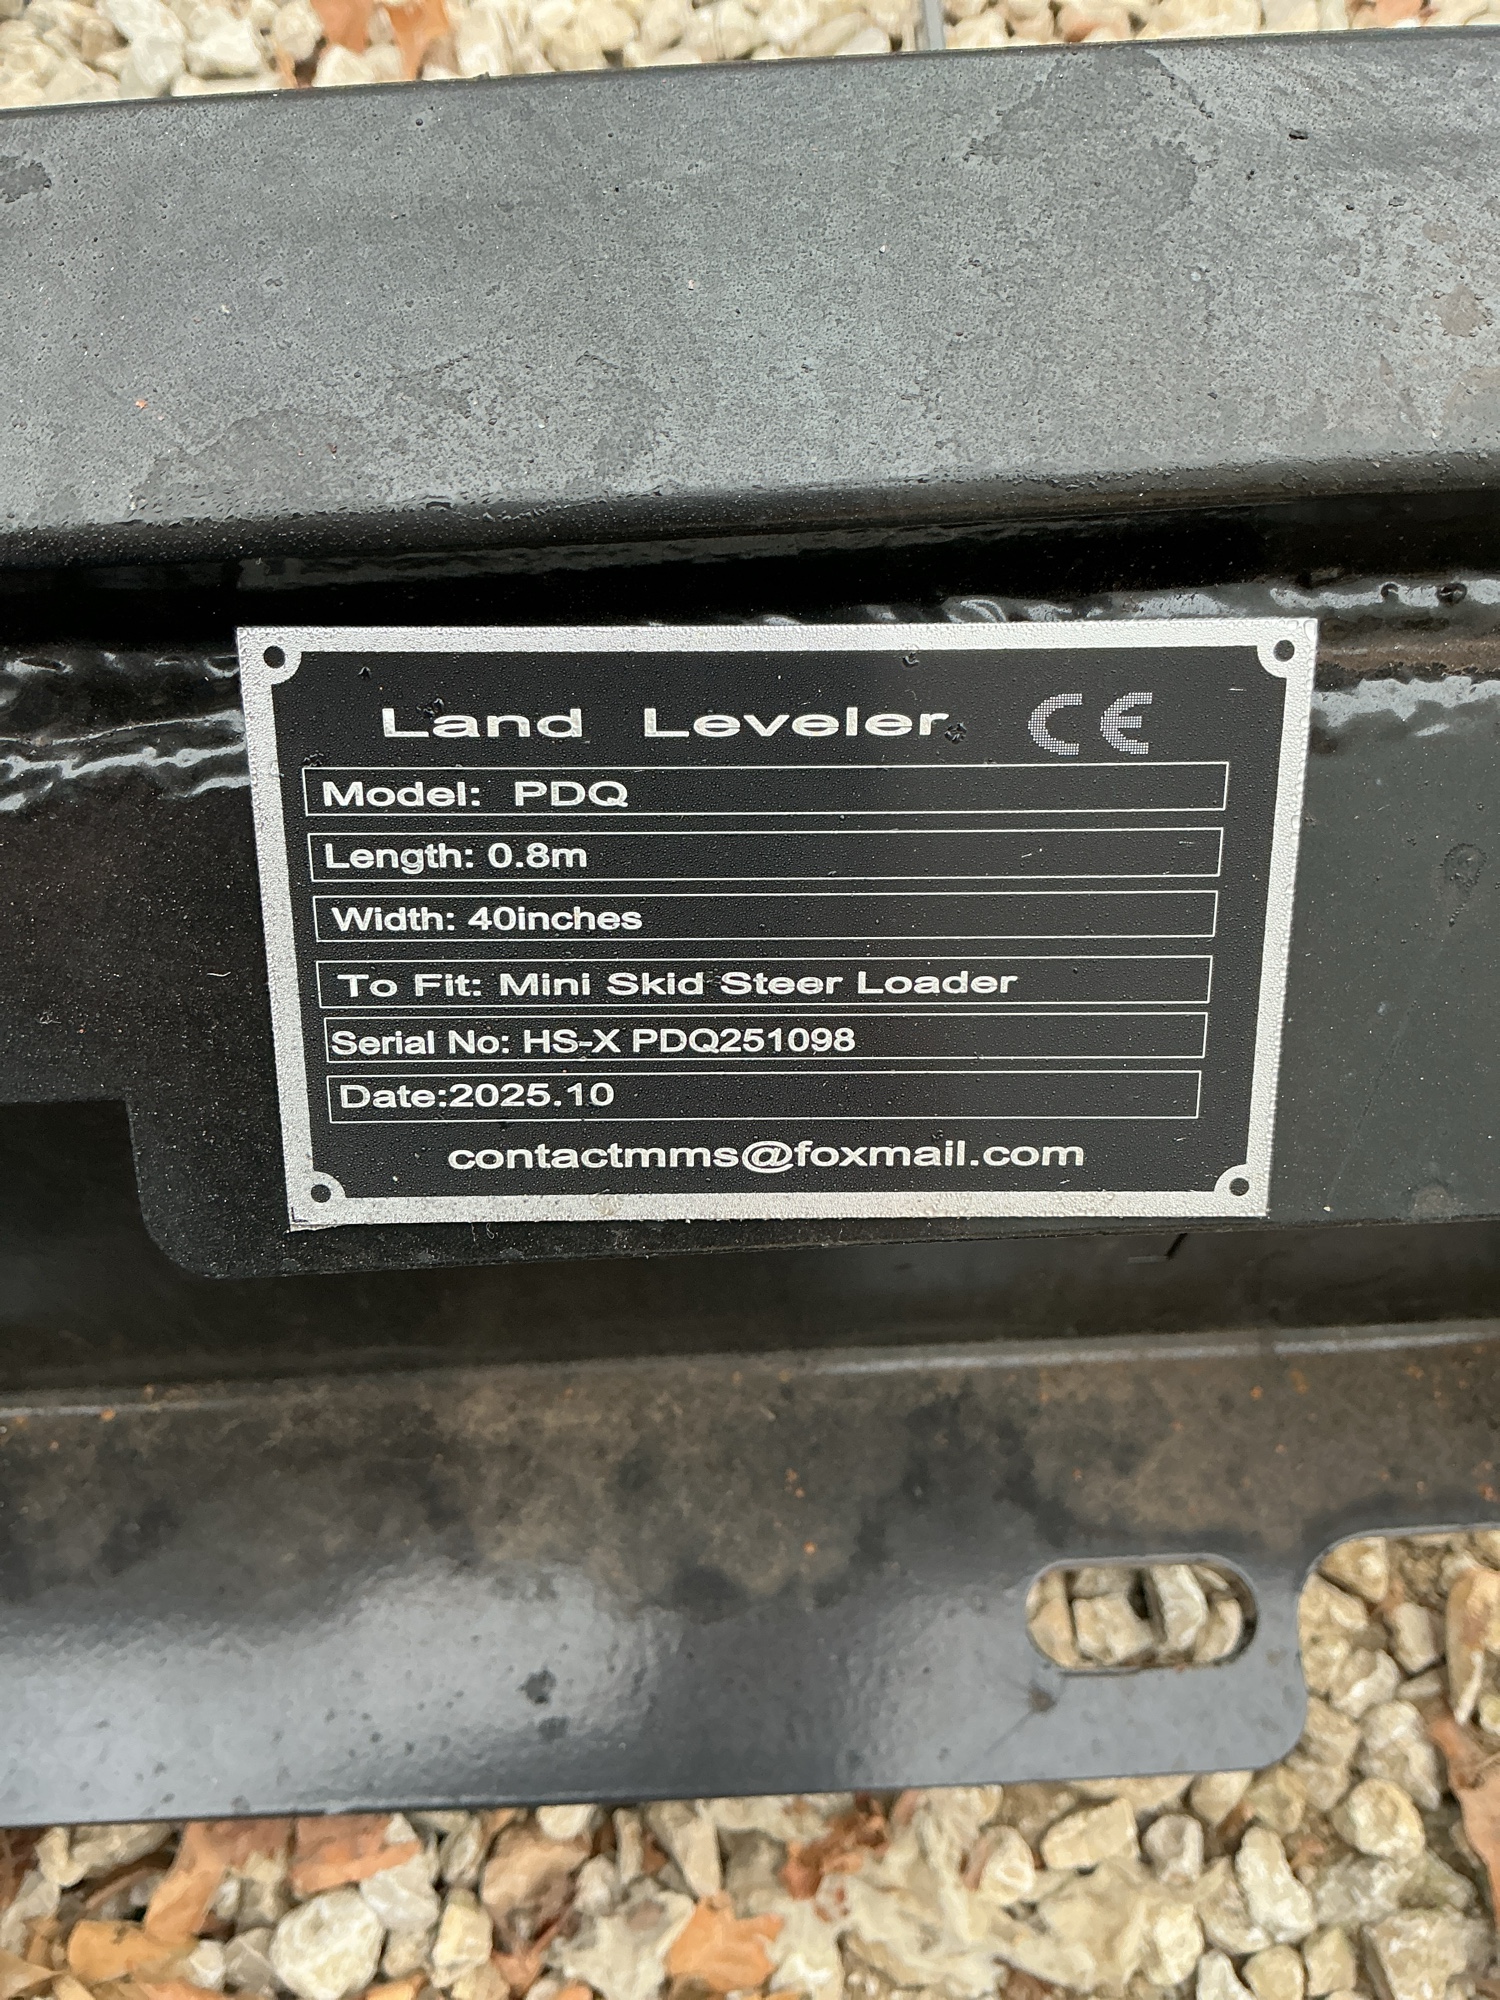 Land Leveler CE
Model: PDQ
Length: 0.8m
Width: 40inches
To Fit: Mini Skid Steer Loader
Serial No: HS-X PDQ251098
Date:2025.10
contactmms@foxmail.com